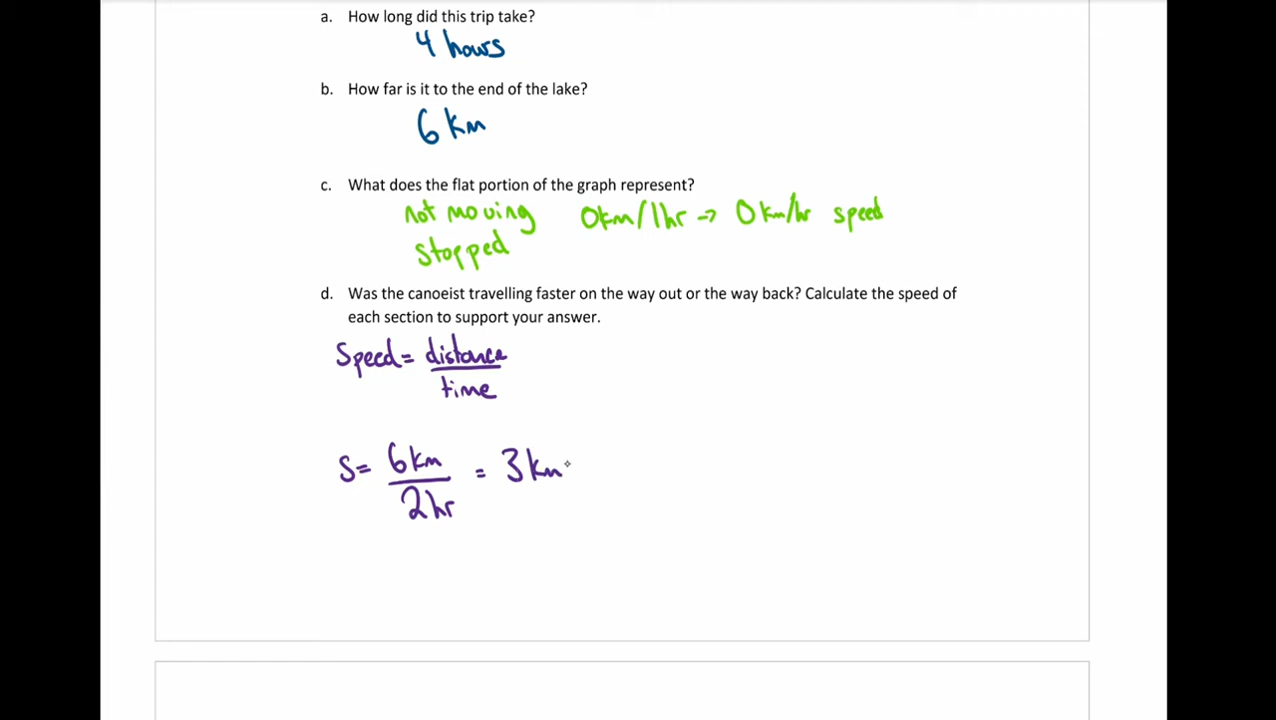 a. How long did this trip take?
4 hours
b. How far is it to the end of the lake?
6 km
c. What does the flat portion of the graph represent?
not moving 0km/1hr → 0 km/hr speed
stopped
d. Was the canoeist travelling faster on the way out or the way back? Calculate the speed of
each section to support your answer.
Speed = distance
time
S = 6km = 3km
2hr